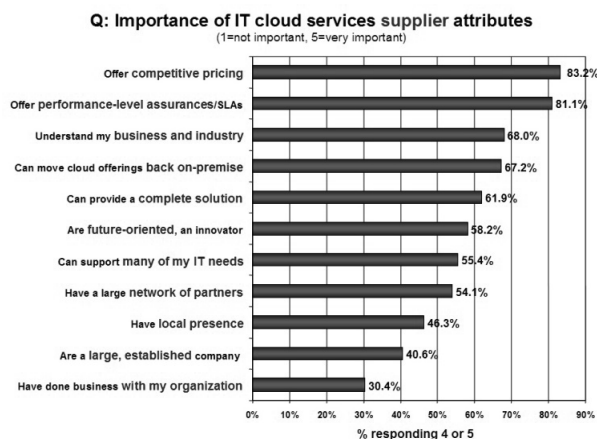 Q: Importance of IT cloud services supplier attributes
(1=not important, 5=very important)
Offer competitive pricing 83.2%
Offer performance-level assurances/SLAs 81.1%
Understand my business and industry 68.0%
Can move cloud offerings back on-premise 67.2%
Can provide a complete solution 61.9%
Are future-oriented, an innovator 58.2%
Can support many of my IT needs 55.4%
Have a large network of partners 54.1%
Have local presence 46.3%
Are a large, established company 40.6%
Have done business with my organization 30.4%
0% 10% 20% 30% 40% 50% 60% 70% 80% 90%
% responding 4 or 5